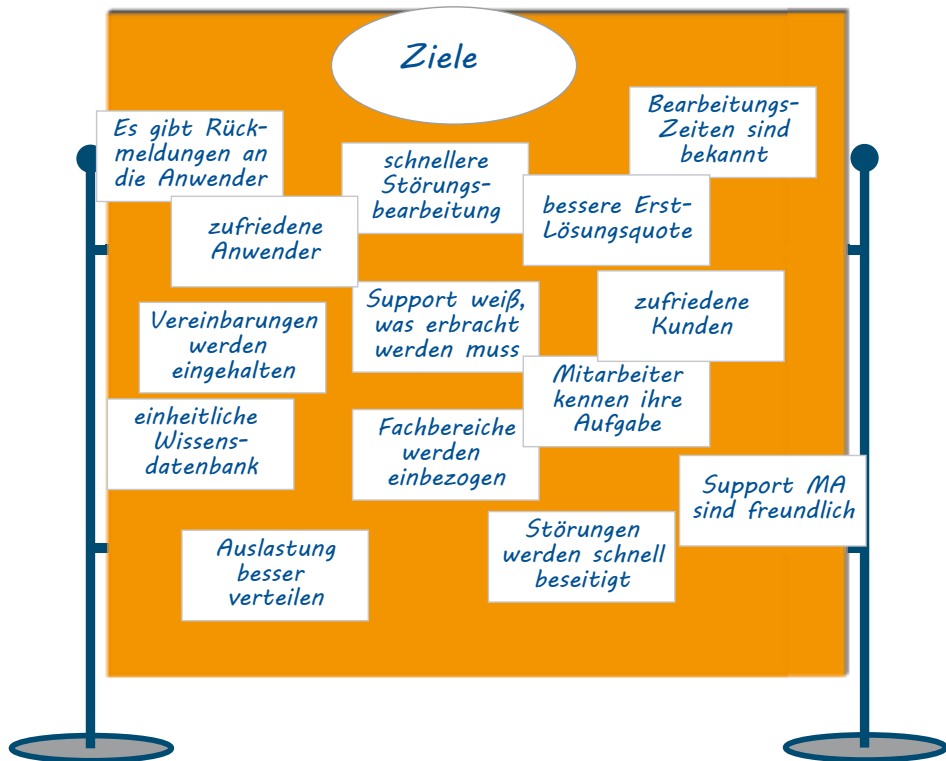 Ziele
Bearbeitungs-
Zeiten sind
bekannt
Es gibt Rück-
meldungen an
die Anwender
schnellere
Störungs-
bearbeitung
bessere Erst-
Lösungsquote
zufriedene
Anwender
Support weiß,
was erbracht
werden muss
zufriedene
Kunden
Vereinbarungen
werden
eingehalten
Mitarbeiter
kennen ihre
Aufgabe
einheitliche
Wissens-
datenbank
Fachbereiche
werden
einbezogen
Support MA
sind freundlich
Störungen
werden schnell
beseitigt
Auslastung
besser
verteilen